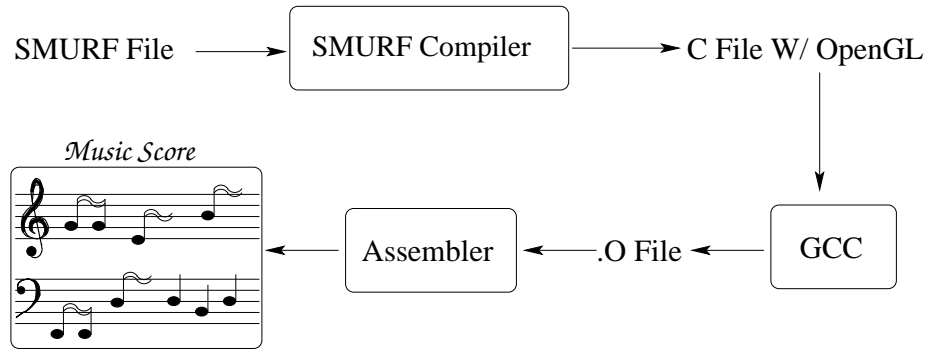 SMURF File
SMURF Compiler
C File W/ OpenGL
Music Score
Assembler
.O File
GCC